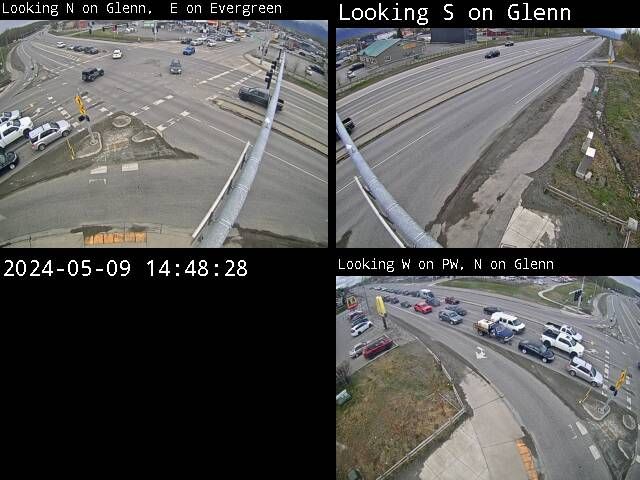 Looking N on Glenn,  E on Evergreen
Looking S on Glenn
2024-05-09 14:48:28
Looking W on PW, N on Glenn